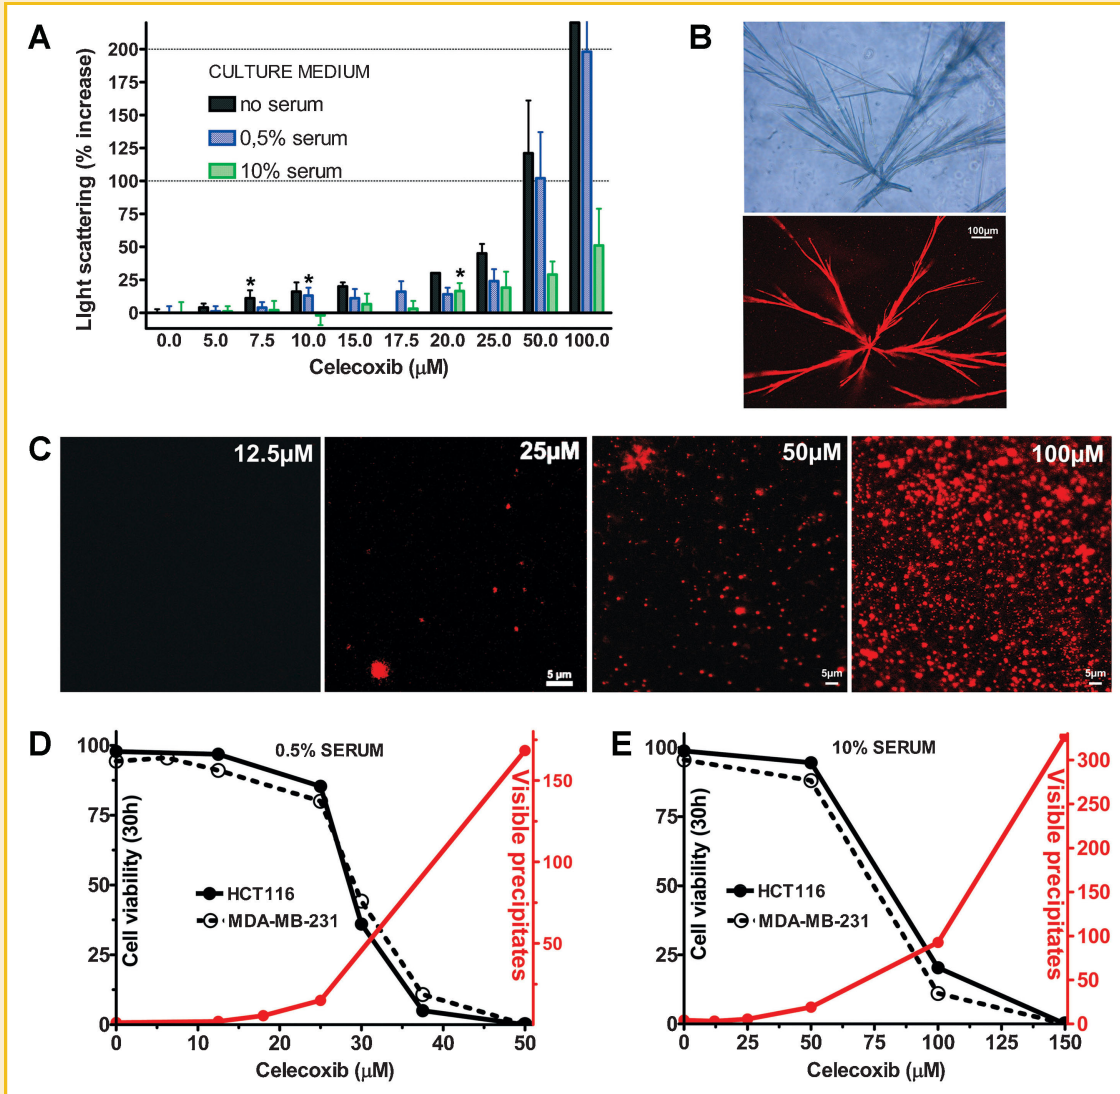 A
LIght scattering (% increase)
200
175
150
125
100
75
50
25
0
CULTURE MEDIUM
no serum
0,5% serum
10% serum
*
*
*
0.0 5.0 7.5 10.0 15.0 17.5 20.0 25.0 50.0 100.0
Celecoxib (μM)
B
100μm
C
12.5μM
25μM
5 μm
50μM
5μm
100μM
5μm
D
0.5% SERUM
Cell viability (30h)
100
75
50
25
0
HCT116
MDA-MB-231
Visible precipitates
150
100
50
0 10 20 30 40 50
Celecoxib (μM)
E
10% SERUM
Cell viability (30h)
100
75
50
25
0
HCT116
MDA-MB-231
Visible precipitates
300
250
200
150
100
50
0
0 25 50 75 100 125 150
Celecoxib (μM)